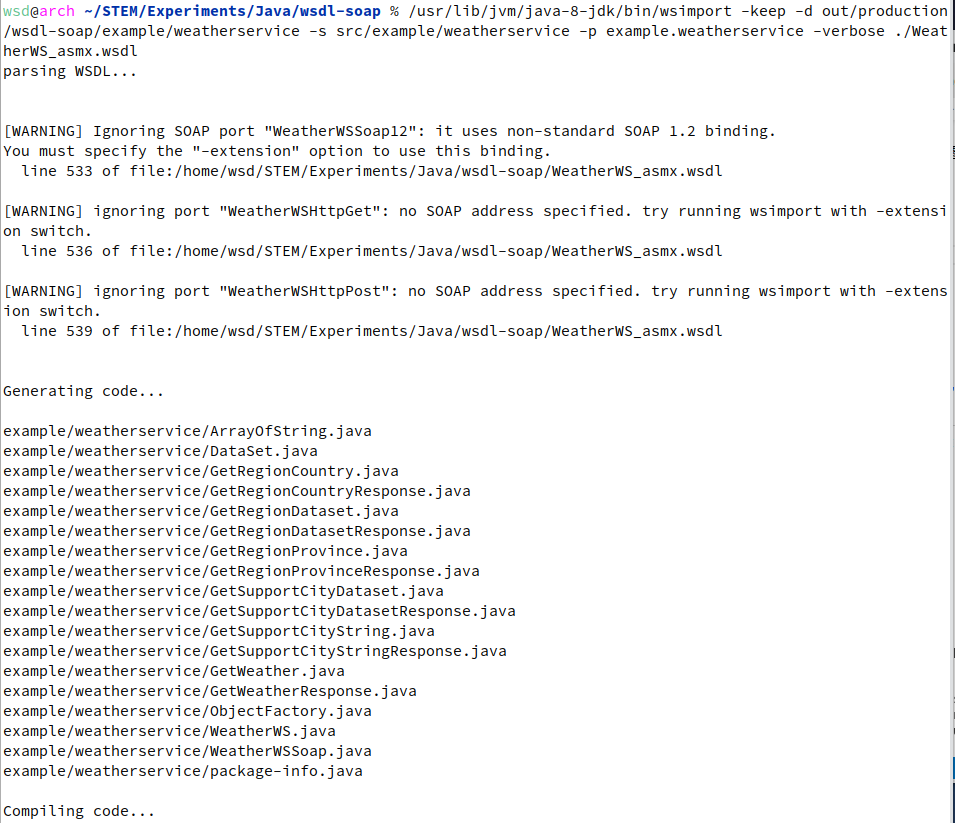 wsd@arch ~/STEM/Experiments/Java/wsdl-soap % /usr/lib/jvm/java-8-jdk/bin/wsimport -keep -d out/production
/wsdl-soap/example/weatherservice -s src/example/weatherservice -p example.weatherservice -verbose ./Weat
herWS_asmx.wsdl
parsing WSDL...
[WARNING] Ignoring SOAP port "WeatherWSSoap12": it uses non-standard SOAP 1.2 binding.
You must specify the "-extension" option to use this binding.
  line 533 of file:/home/wsd/STEM/Experiments/Java/wsdl-soap/WeatherWS_asmx.wsdl
[WARNING] ignoring port "WeatherWSHttpGet": no SOAP address specified. try running wsimport with -extensi
on switch.
  line 536 of file:/home/wsd/STEM/Experiments/Java/wsdl-soap/WeatherWS_asmx.wsdl
[WARNING] ignoring port "WeatherWSHttpPost": no SOAP address specified. try running wsimport with -extens
ion switch.
  line 539 of file:/home/wsd/STEM/Experiments/Java/wsdl-soap/WeatherWS_asmx.wsdl
Generating code...
example/weatherservice/ArrayOfString.java
example/weatherservice/DataSet.java
example/weatherservice/GetRegionCountry.java
example/weatherservice/GetRegionCountryResponse.java
example/weatherservice/GetRegionDataset.java
example/weatherservice/GetRegionDatasetResponse.java
example/weatherservice/GetRegionProvince.java
example/weatherservice/GetRegionProvinceResponse.java
example/weatherservice/GetSupportCityDataset.java
example/weatherservice/GetSupportCityDatasetResponse.java
example/weatherservice/GetSupportCityString.java
example/weatherservice/GetSupportCityStringResponse.java
example/weatherservice/GetWeather.java
example/weatherservice/GetWeatherResponse.java
example/weatherservice/ObjectFactory.java
example/weatherservice/WeatherWS.java
example/weatherservice/WeatherWSSoap.java
example/weatherservice/package-info.java
Compiling code...